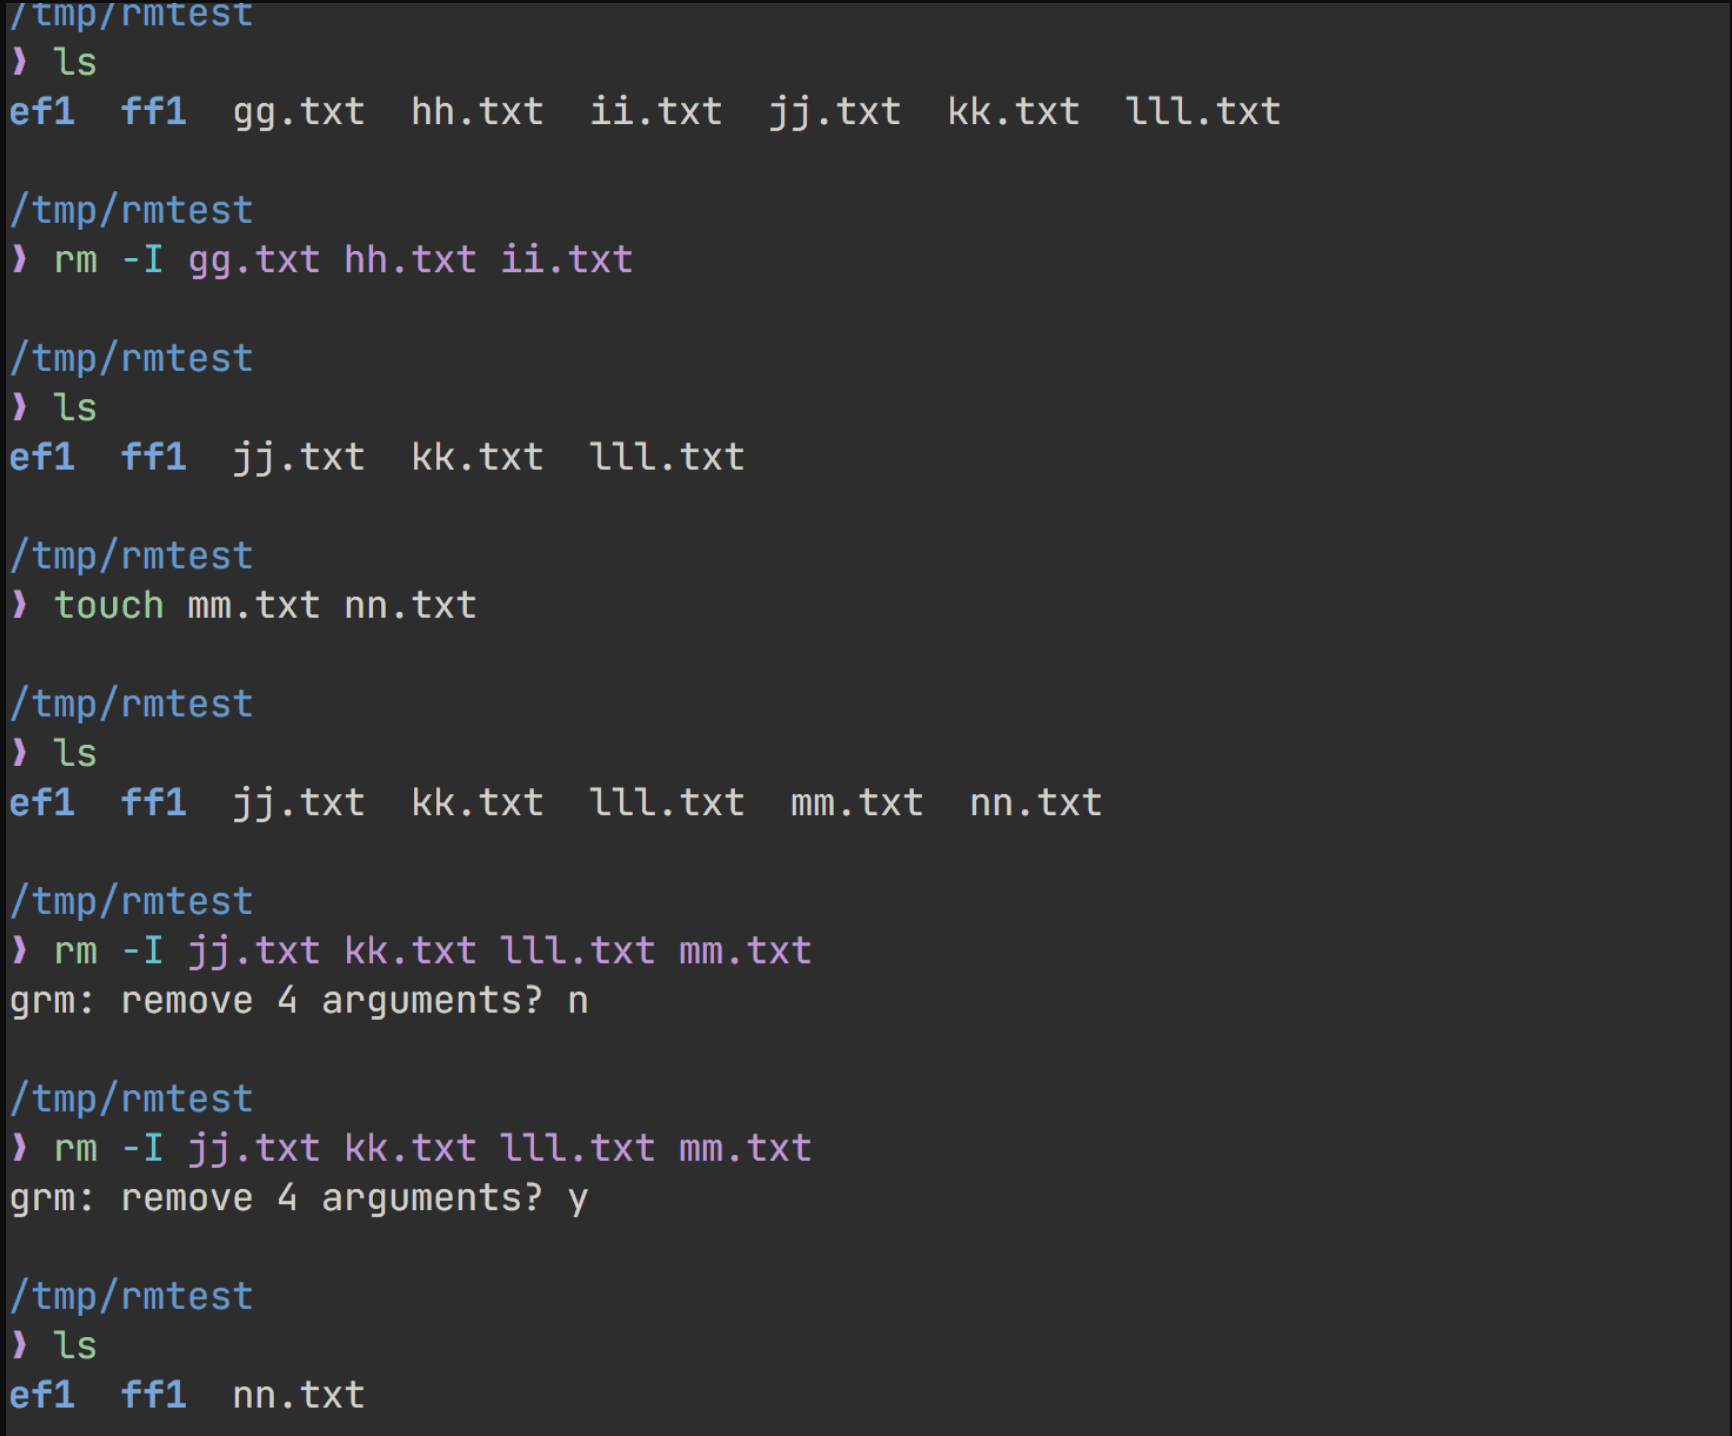 /tmp/rmtest
❯ ls
ef1  ff1  gg.txt  hh.txt  ii.txt  jj.txt  kk.txt  lll.txt
/tmp/rmtest
❯ rm -I gg.txt hh.txt ii.txt
/tmp/rmtest
❯ ls
ef1  ff1  jj.txt  kk.txt  lll.txt
/tmp/rmtest
❯ touch mm.txt nn.txt
/tmp/rmtest
❯ ls
ef1  ff1  jj.txt  kk.txt  lll.txt  mm.txt  nn.txt
/tmp/rmtest
❯ rm -I jj.txt kk.txt lll.txt mm.txt
grm: remove 4 arguments? n
/tmp/rmtest
❯ rm -I jj.txt kk.txt lll.txt mm.txt
grm: remove 4 arguments? y
/tmp/rmtest
❯ ls
ef1  ff1  nn.txt